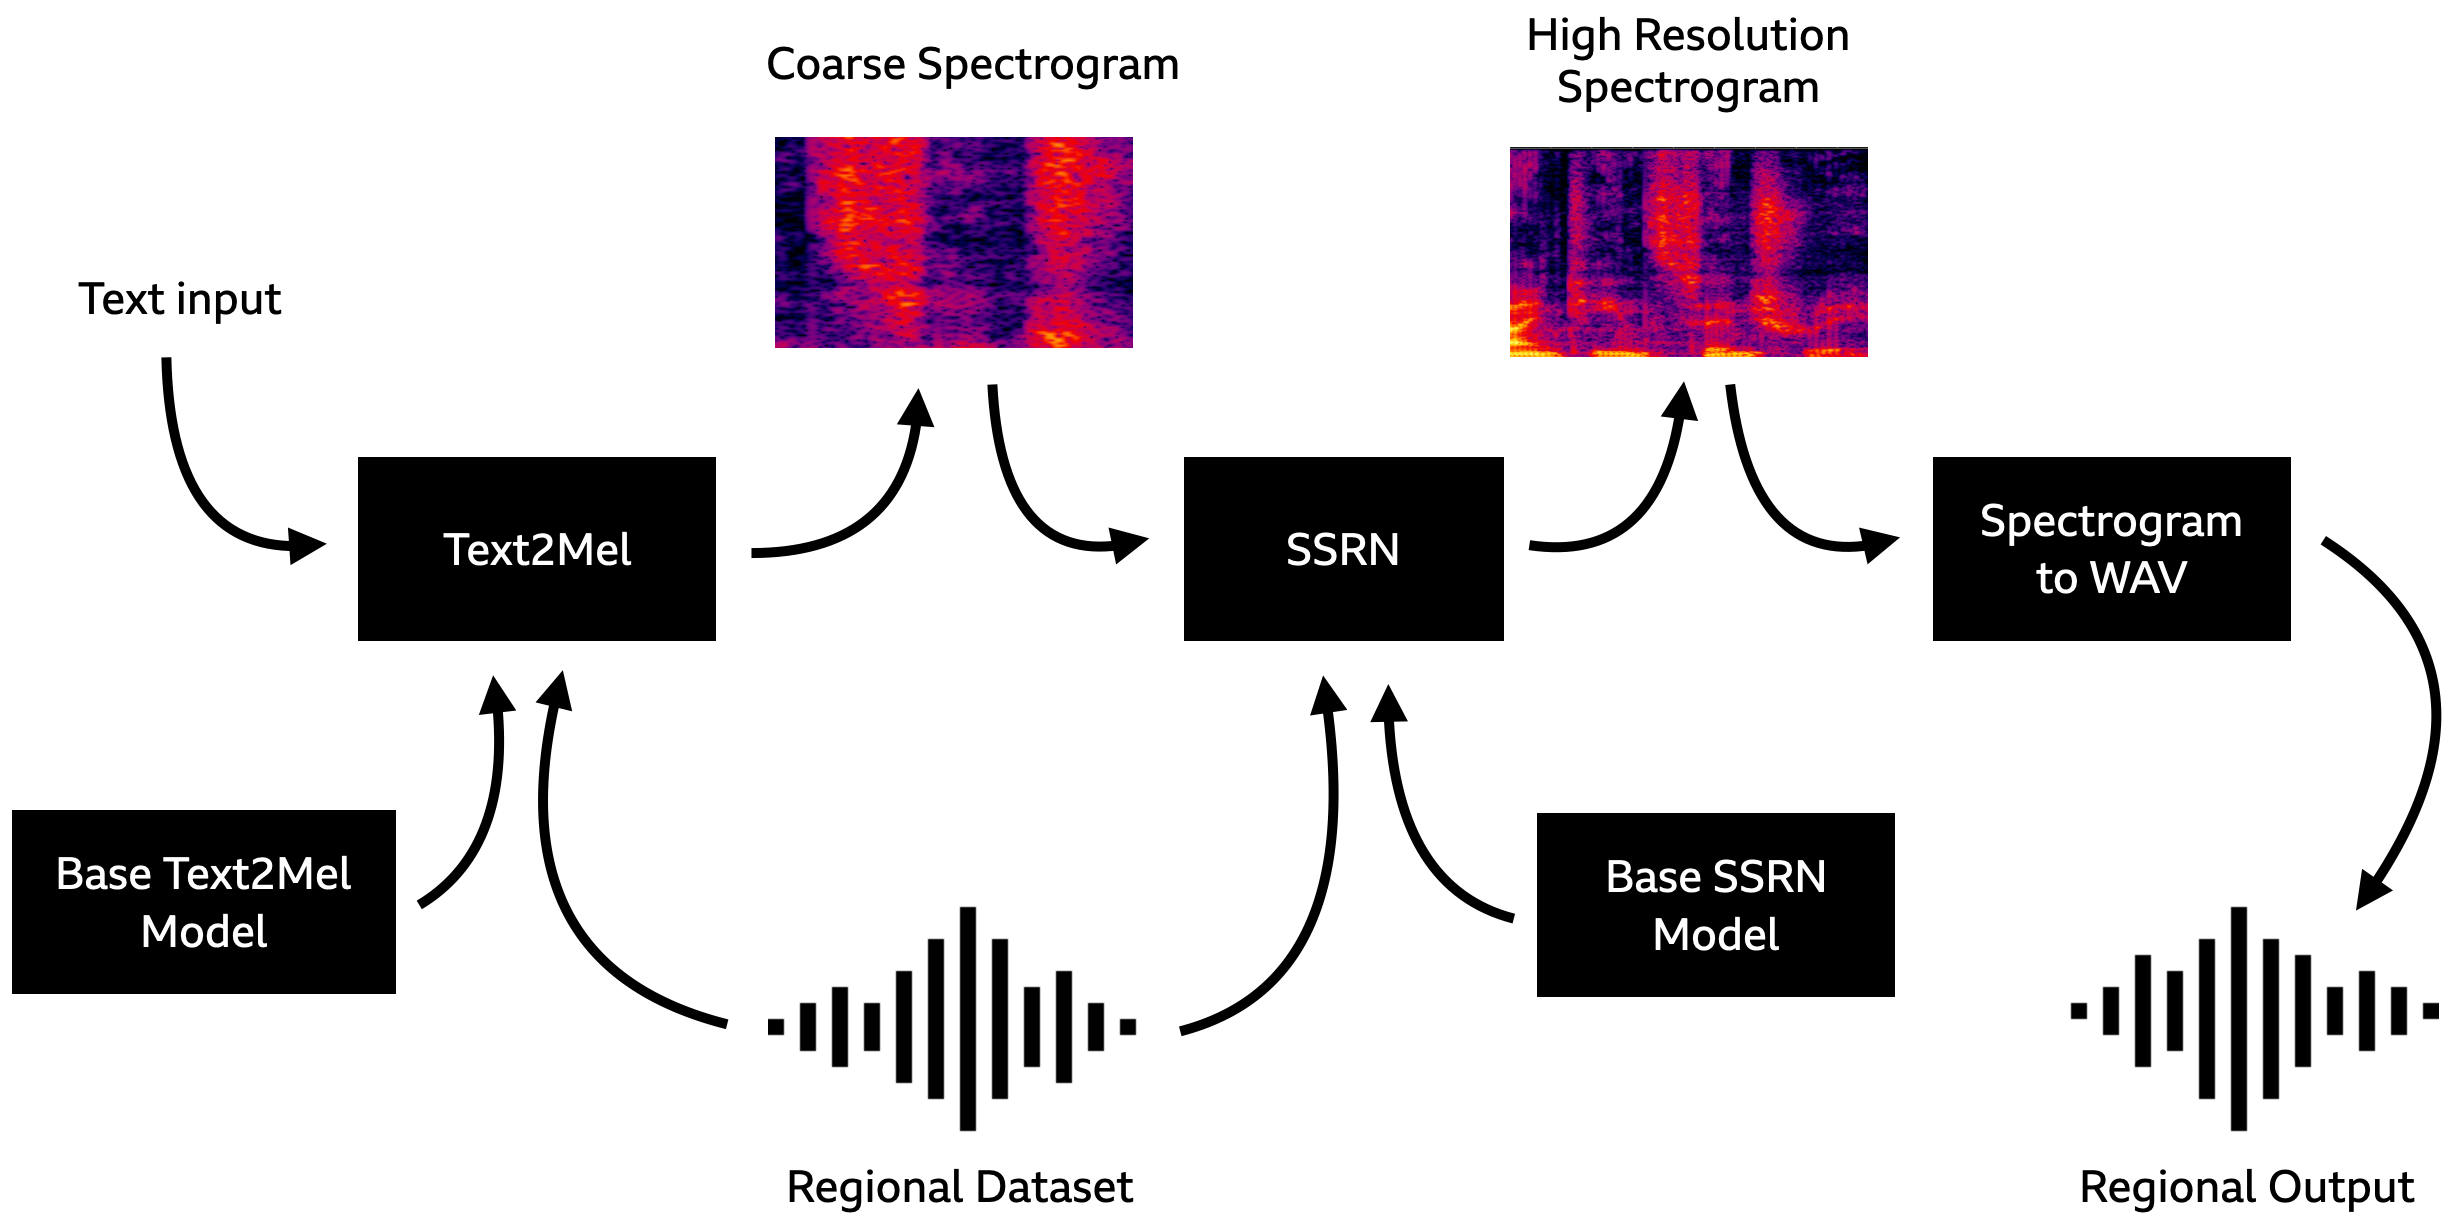 Coarse Spectrogram
High Resolution
Spectrogram
Text input
Text2Mel
SSRN
Spectrogram
to WAV
Base Text2Mel
Model
Base SSRN
Model
Regional Dataset
Regional Output